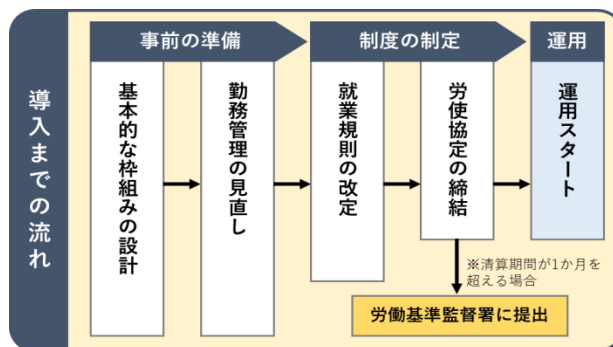 導入までの流れ
事前の準備
制度の制定
運用
基本的な枠組みの設計
勤務管理の見直し
就業規則の改定
労使協定の締結
運用スタート
※清算期間が1か月を
超える場合
労働基準監督署に提出